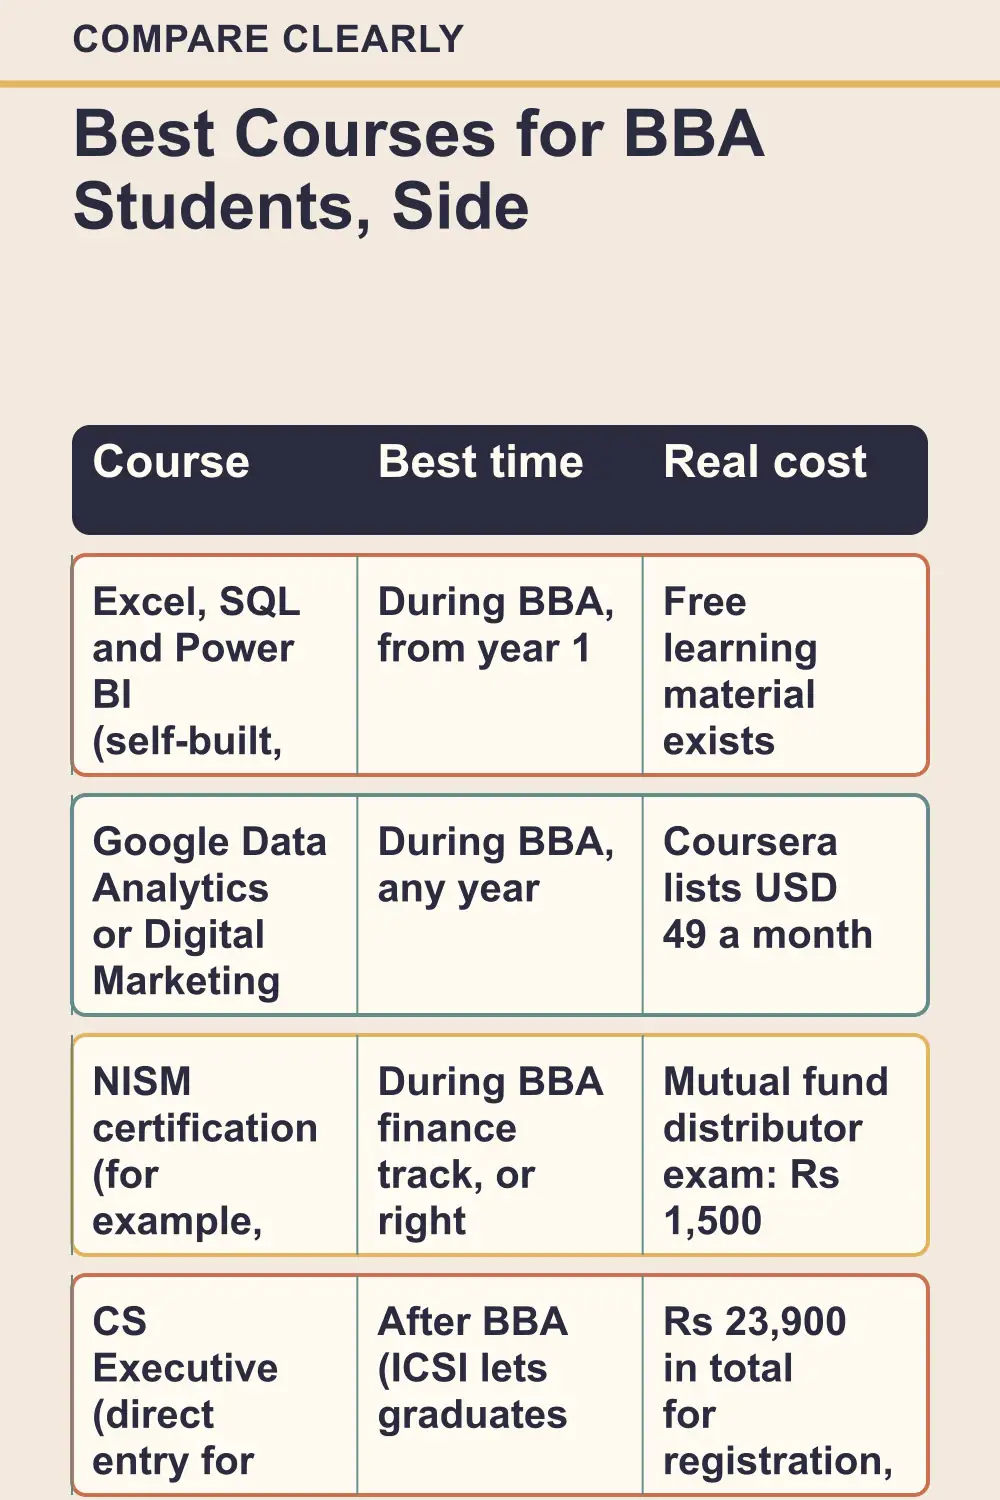 COMPARE CLEARLY
Best Courses for BBA
Students, Side
Course
Best time
Real cost
Excel, SQL
and Power
BI
(self-built,
During BBA,
from year 1
Free
learning
material
exists
Google Data
Analytics
or Digital
Marketing
During BBA,
any year
Coursera
lists USD
49 a month
NISM
certification
(for
example,
During BBA
finance
track, or
right
Mutual fund
distributor
exam: Rs
1,500
CS
Executive
(direct
entry for
After BBA
(ICSI lets
graduates
Rs 23,900
in total
for
registration,